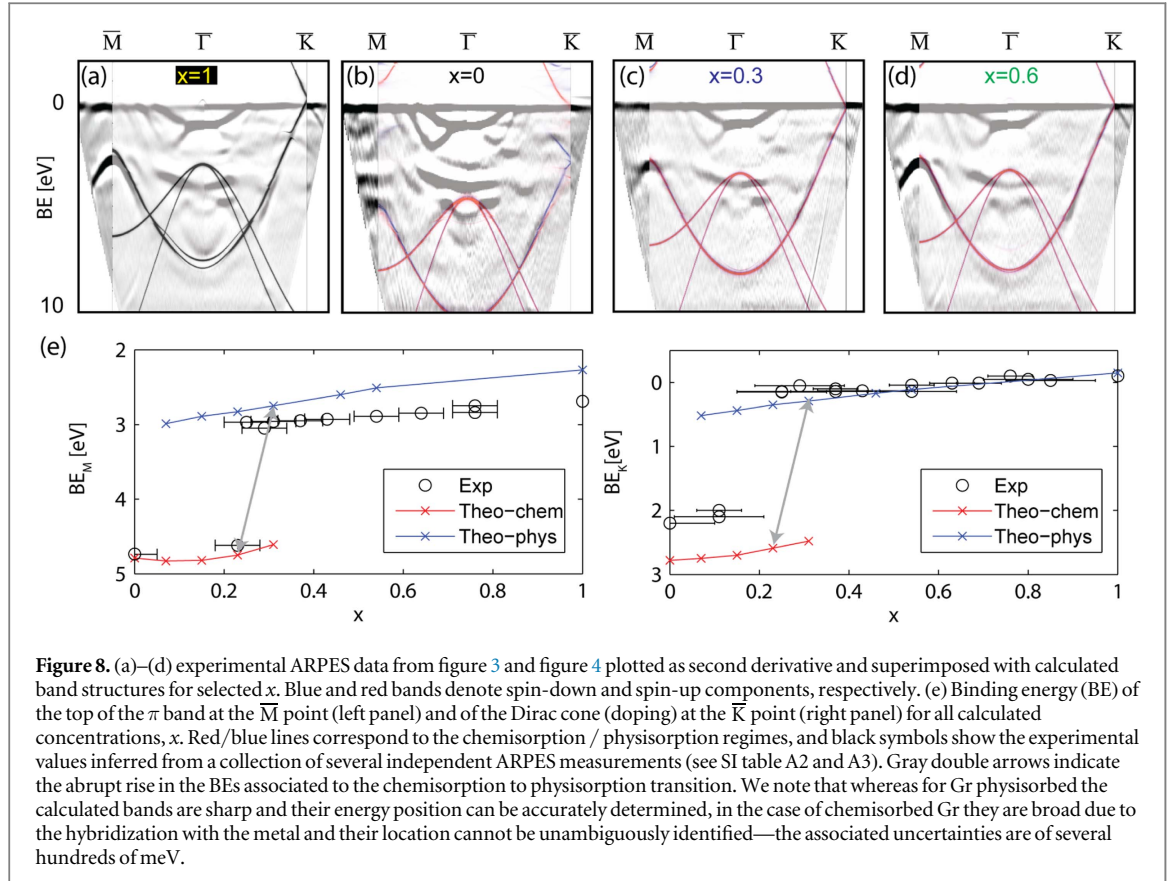 M̅ Γ̅ K̅ M̅ Γ̅ K̅ M̅ Γ̅ K̅ M̅ Γ̅ K̅
(a) x=1 (b) x=0 (c) x=0.3 (d) x=0.6
0
BE [eV]
10
(e)
2
3
4
5
BE_M [eV]
Exp
Theo-chem
Theo-phys
0 0.2 0.4 0.6 0.8 1
x
0
1
2
3
BE_K[eV]
Exp
Theo-chem
Theo-phys
0 0.2 0.4 0.6 0.8 1
x
Figure 8. (a)–(d) experimental ARPES data from figure 3 and figure 4 plotted as second derivative and superimposed with calculated
band structures for selected x. Blue and red bands denote spin-down and spin-up components, respectively. (e) Binding energy (BE) of
the top of the π band at the M̅ point (left panel) and of the Dirac cone (doping) at the K̅ point (right panel) for all calculated
concentrations, x. Red/blue lines correspond to the chemisorption / physisorption regimes, and black symbols show the experimental
values inferred from a collection of several independent ARPES measurements (see SI table A2 and A3). Gray double arrows indicate
the abrupt rise in the BEs associated to the chemisorption to physisorption transition. We note that whereas for Gr physisorbed the
calculated bands are sharp and their energy position can be accurately determined, in the case of chemisorbed Gr they are broad due to
the hybridization with the metal and their location cannot be unambiguously identified—the associated uncertainties are of several
hundreds of meV.